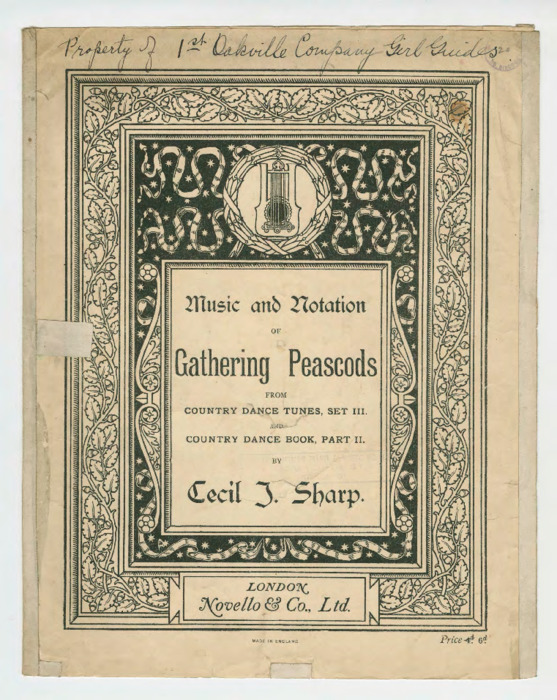 Property of 1st Oakville Company Girl Guides.
Music and Notation
OF
Gathering Peascods
FROM
COUNTRY DANCE TUNES, SET III.
AND
COUNTRY DANCE BOOK, PART II.
BY
Cecil J. Sharp.
LONDON,
Novello & Co., Ltd.
MADE IN ENGLAND
Price 4d. 6d